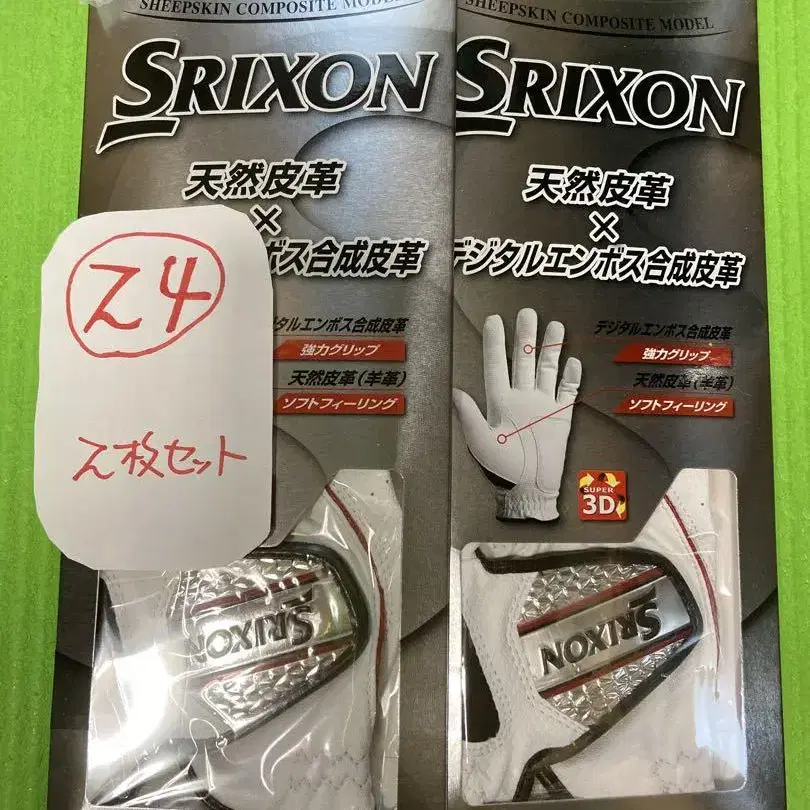 SHEEPSKIN COMPOSITE MODEL
SRIXON
天然皮革
×
ボス合成皮革
タルエンボス合成皮革
強力グリップ
天然皮革(羊革)
ソフトフィーリング
24
2枚セット
SRIXON
SHEEPSKIN COMPOSITE MODEL
SRIXON
天然皮革
×
デジタルエンボス合成皮革
デジタルエンボス合成皮革
強力グリップ
天然皮革(羊革)
ソフトフィーリング
SUPER
3D
SRIXON